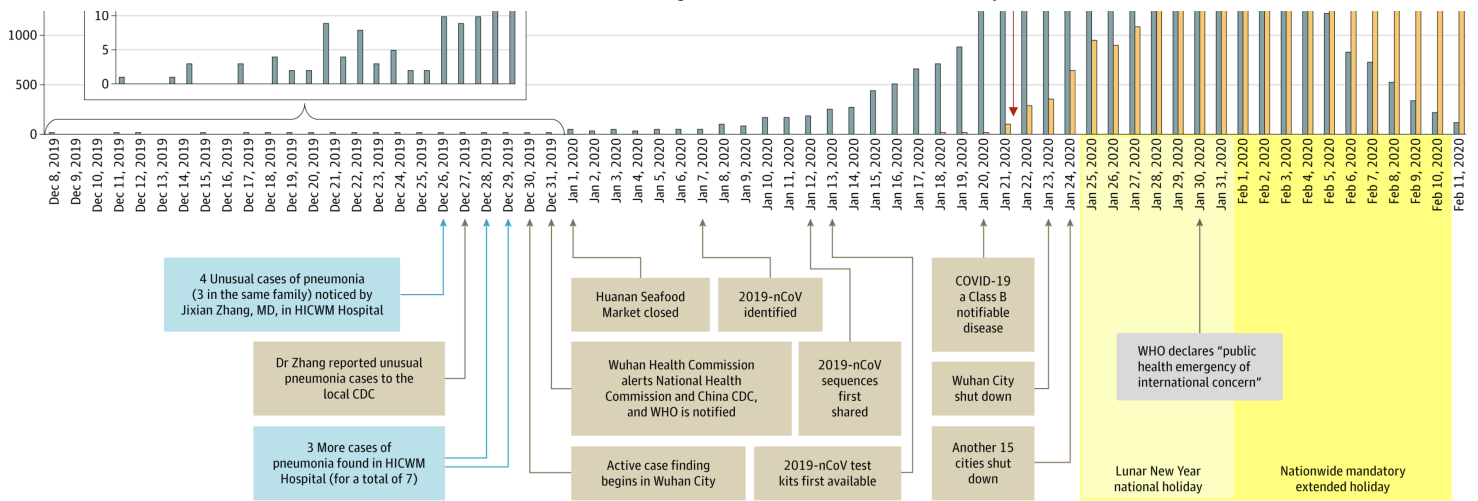 10
5
0
1000
500
0
Dec 8, 2019
Dec 9, 2019
Dec 10, 2019
Dec 11, 2019
Dec 12, 2019
Dec 13, 2019
Dec 14, 2019
Dec 15, 2019
Dec 16, 2019
Dec 17, 2019
Dec 18, 2019
Dec 19, 2019
Dec 20, 2019
Dec 21, 2019
Dec 22, 2019
Dec 23, 2019
Dec 24, 2019
Dec 25, 2019
Dec 26, 2019
Dec 27, 2019
Dec 28, 2019
Dec 29, 2019
Dec 30, 2019
Dec 31, 2019
Jan 1, 2020
Jan 2, 2020
Jan 3, 2020
Jan 4, 2020
Jan 5, 2020
Jan 6, 2020
Jan 7, 2020
Jan 8, 2020
Jan 9, 2020
Jan 10, 2020
Jan 11, 2020
Jan 12, 2020
Jan 13, 2020
Jan 14, 2020
Jan 15, 2020
Jan 16, 2020
Jan 17, 2020
Jan 18, 2020
Jan 19, 2020
Jan 20, 2020
Jan 21, 2020
Jan 22, 2020
Jan 23, 2020
Jan 24, 2020
Jan 25, 2020
Jan 26, 2020
Jan 27, 2020
Jan 28, 2020
Jan 29, 2020
Jan 30, 2020
Jan 31, 2020
Feb 1, 2020
Feb 2, 2020
Feb 3, 2020
Feb 4, 2020
Feb 5, 2020
Feb 6, 2020
Feb 7, 2020
Feb 8, 2020
Feb 9, 2020
Feb 10, 2020
Feb 11, 2020
4 Unusual cases of pneumonia
(3 in the same family) noticed by
Jixian Zhang, MD, in HICWM Hospital
Dr Zhang reported unusual
pneumonia cases to the
local CDC
3 More cases of
pneumonia found in HICWM
Hospital (for a total of 7)
Huanan Seafood
Market closed
2019-nCoV
identified
Wuhan Health Commission
alerts National Health
Commission and China CDC,
and WHO is notified
2019-nCoV
sequences
first
shared
Active case finding
begins in Wuhan City
2019-nCoV test
kits first available
COVID-19
a Class B
notifiable
disease
Wuhan City
shut down
Another 15
cities shut
down
WHO declares “public
health emergency of
international concern”
Lunar New Year
national holiday
Nationwide mandatory
extended holiday